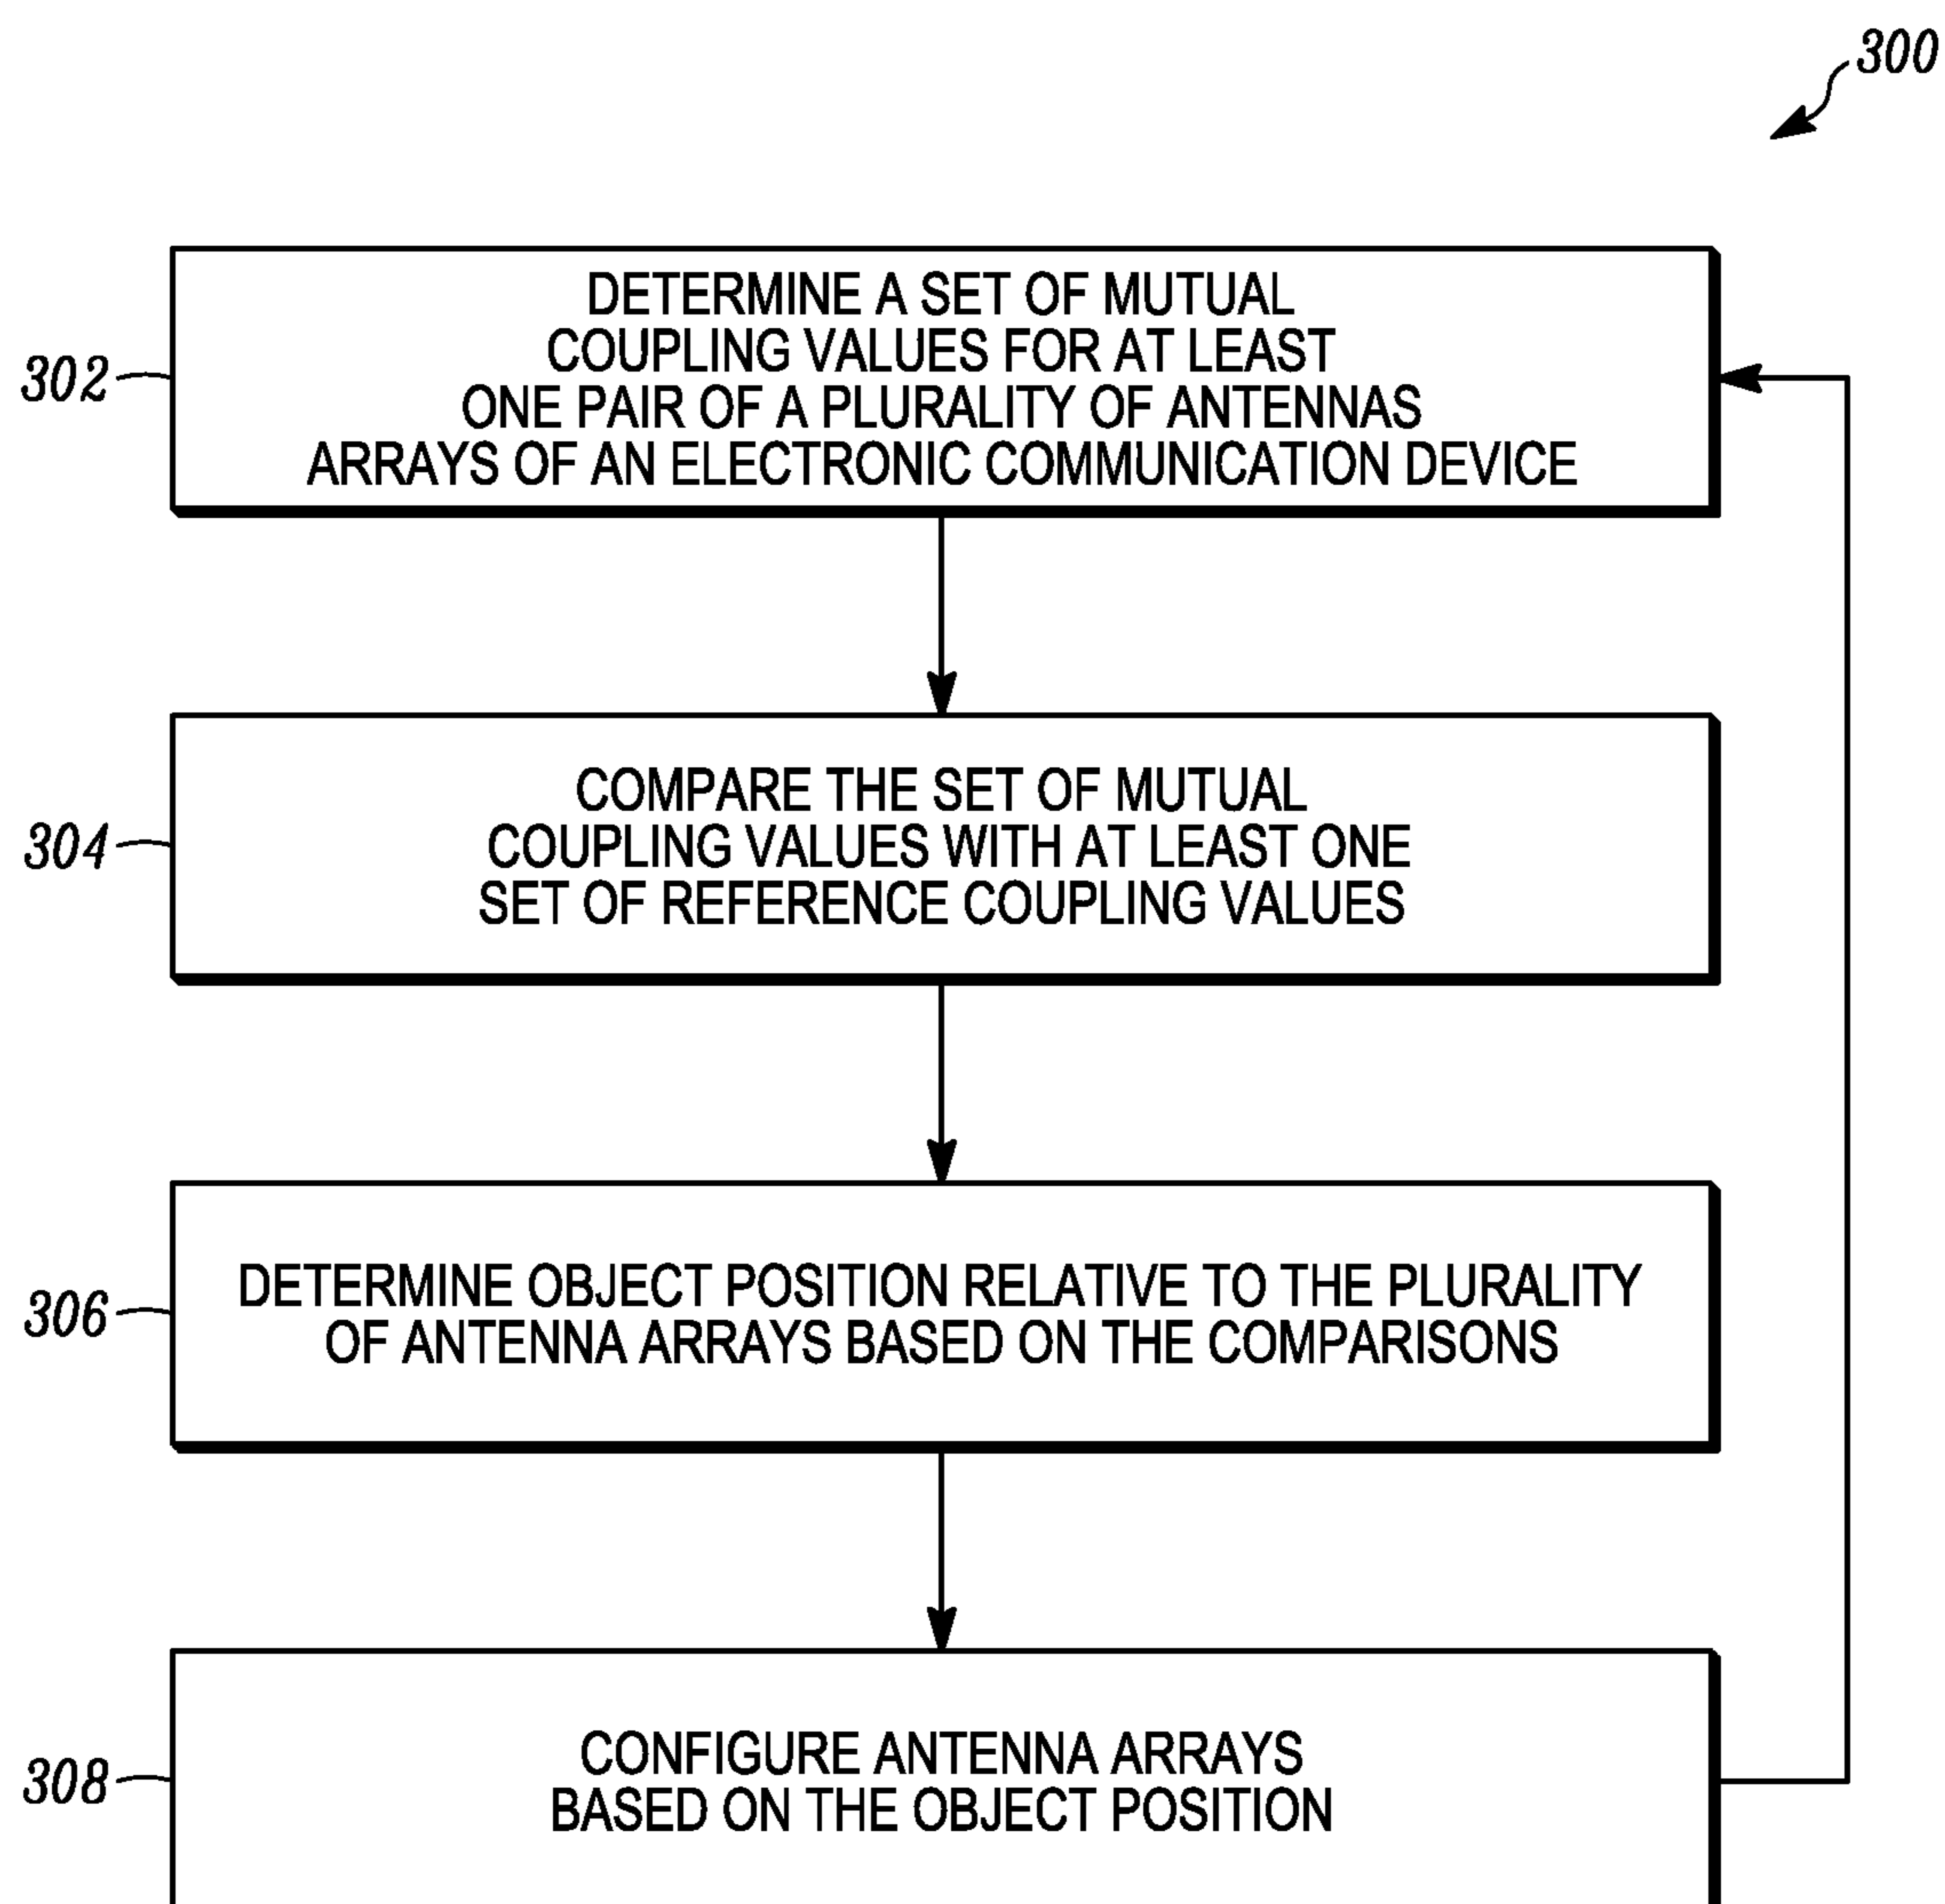 300
DETERMINE A SET OF MUTUAL
COUPLING VALUES FOR AT LEAST
ONE PAIR OF A PLURALITY OF ANTENNAS
ARRAYS OF AN ELECTRONIC COMMUNICATION DEVICE
302
COMPARE THE SET OF MUTUAL
COUPLING VALUES WITH AT LEAST ONE
SET OF REFERENCE COUPLING VALUES
304
DETERMINE OBJECT POSITION RELATIVE TO THE PLURALITY
OF ANTENNA ARRAYS BASED ON THE COMPARISONS
306
CONFIGURE ANTENNA ARRAYS
BASED ON THE OBJECT POSITION
308